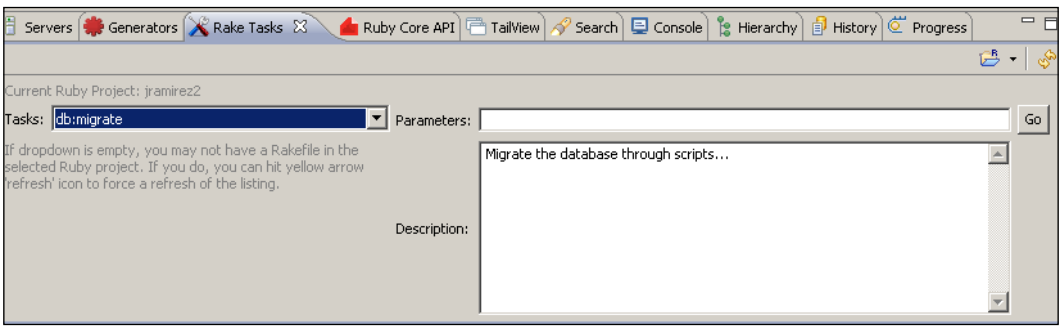 Servers Generators Rake Tasks Ruby Core API TailView Search Console Hierarchy History Progress
Current Ruby Project: jramirez2
Tasks: db:migrate Parameters: Go
If dropdown is empty, you may not have a Rakefile in the
selected Ruby project. If you do, you can hit yellow arrow
'refresh' icon to force a refresh of the listing.
Migrate the database through scripts...
Description: